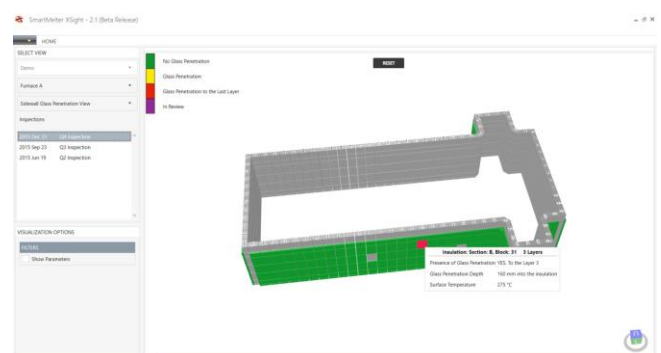 SmartMelter XSight - 2.1 (Beta Release)
HOME
SELECT VIEW
Demo
Furnace A
Sidewall Glass Penetration View
Inspections
2015 Dec 15 Q4 Inspection
2015 Sep 23 Q3 Inspection
2015 Jun 19 Q2 Inspection
VISUALIZATION OPTIONS
FILTERS
Show Parameters
No Glass Penetration
Glass Penetration
Glass Penetration to the Last Layer
In Review
RESET
Insulation: Section: B, Block: 31 3 Layers
Presence of Glass Penetration YES, To the Layer 3
Glass Penetration Depth 160 mm into the insulation
Surface Temperature 275 °C